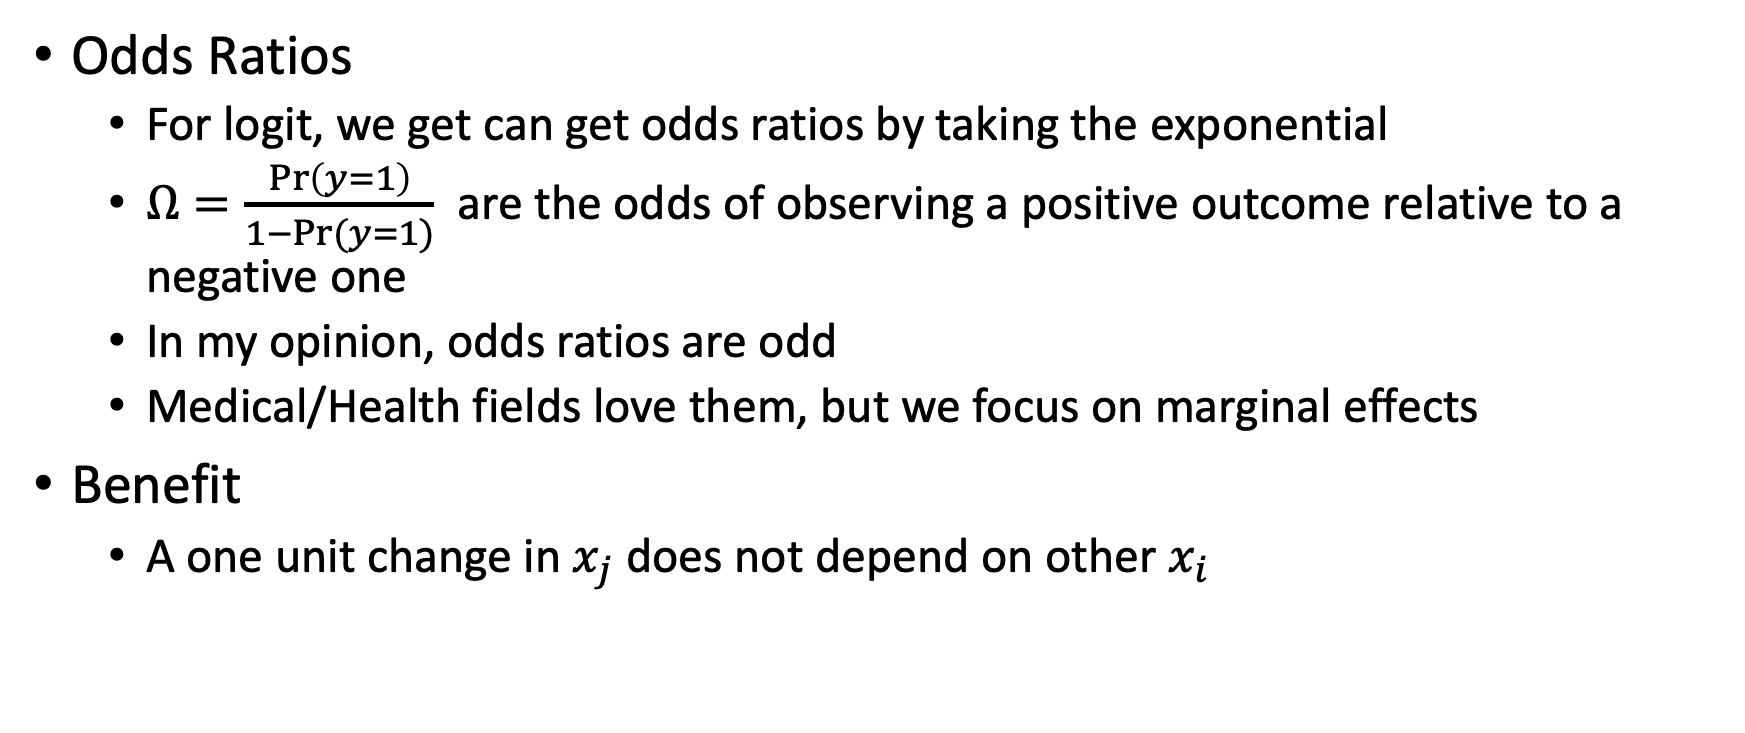 • Odds Ratios
• For logit, we get can get odds ratios by taking the exponential
• Ω = Pr(y=1) / 1−Pr(y=1) are the odds of observing a positive outcome relative to a
negative one
• In my opinion, odds ratios are odd
• Medical/Health fields love them, but we focus on marginal effects
• Benefit
• A one unit change in xⱼ does not depend on other xᵢ